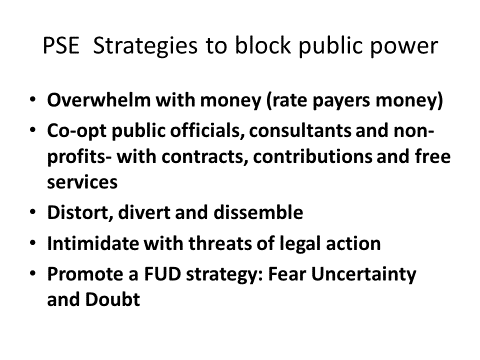 PSE  Strategies to block public power
• Overwhelm with money (rate payers money)
• Co-opt public officials, consultants and non-
profits- with contracts, contributions and free
services
• Distort, divert and dissemble
• Intimidate with threats of legal action
• Promote a FUD strategy: Fear Uncertainty
and Doubt